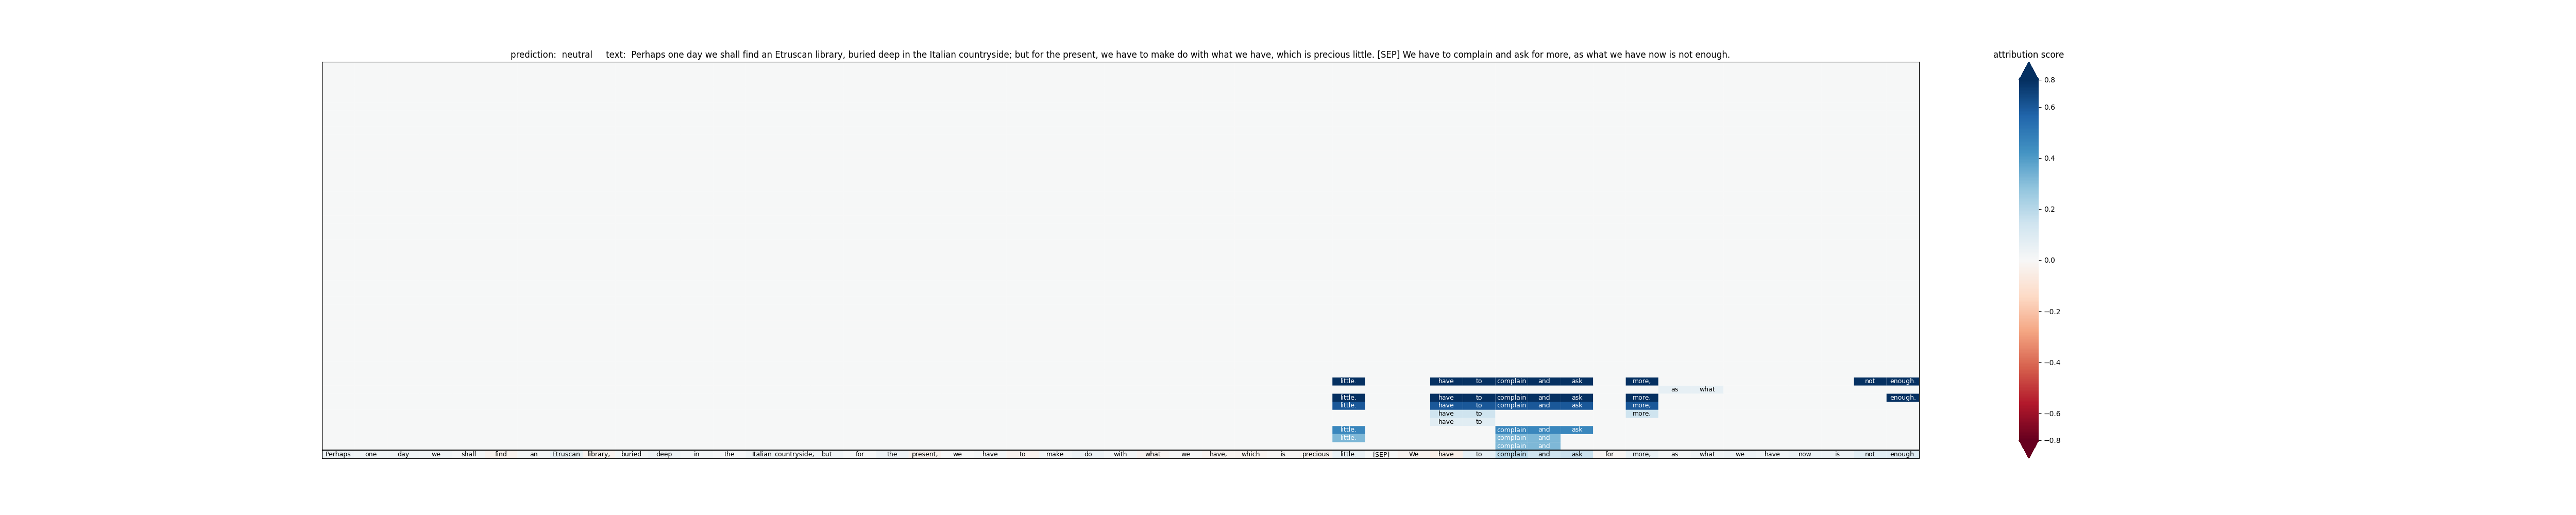 prediction:  neutral     text:  Perhaps one day we shall find an Etruscan library, buried deep in the Italian countryside; but for the present, we have to make do with what we have, which is precious little. [SEP] We have to complain and ask for more, as what we have now is not enough.
attribution score
0.8
0.6
0.4
0.2
0.0
−0.2
−0.4
−0.6
−0.8
little. have to complain and ask more, not enough.
as what
little. have to complain and ask more, enough.
little. have to complain and ask more,
have to more,
have to
little. complain and ask
little. complain and
complain and
Perhaps one day we shall find an Etruscan library, buried deep in the Italian countryside; but for the present, we have to make do with what we have, which is precious little. [SEP] We have to complain and ask for more, as what we have now is not enough.